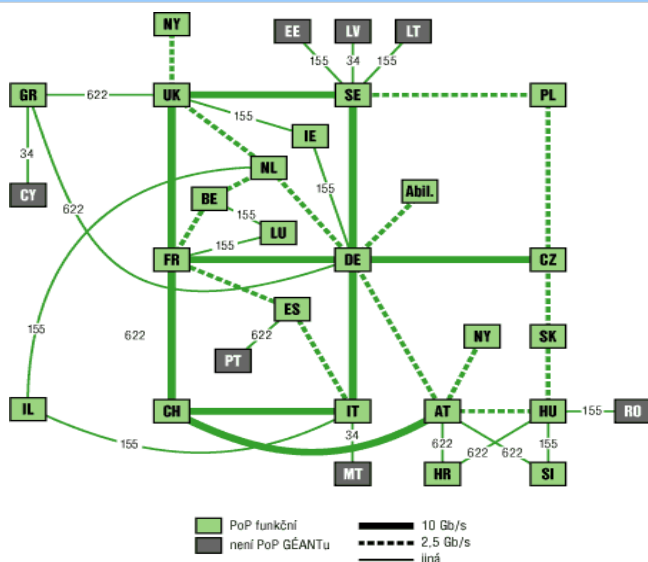 NY
EE
LV
LT
155
34
155
GR
622
UK
SE
PL
155
IE
34
NL
155
CY
BE
Abil.
622
155
LU
155
FR
DE
CZ
ES
155
622
622
NY
SK
PT
IL
CH
IT
AT
HU
155
RO
155
34
622
622
622
155
MT
HR
SI
PoP funkční
10 Gb/s
není PoP GÉANTu
2,5 Gb/s
jiná